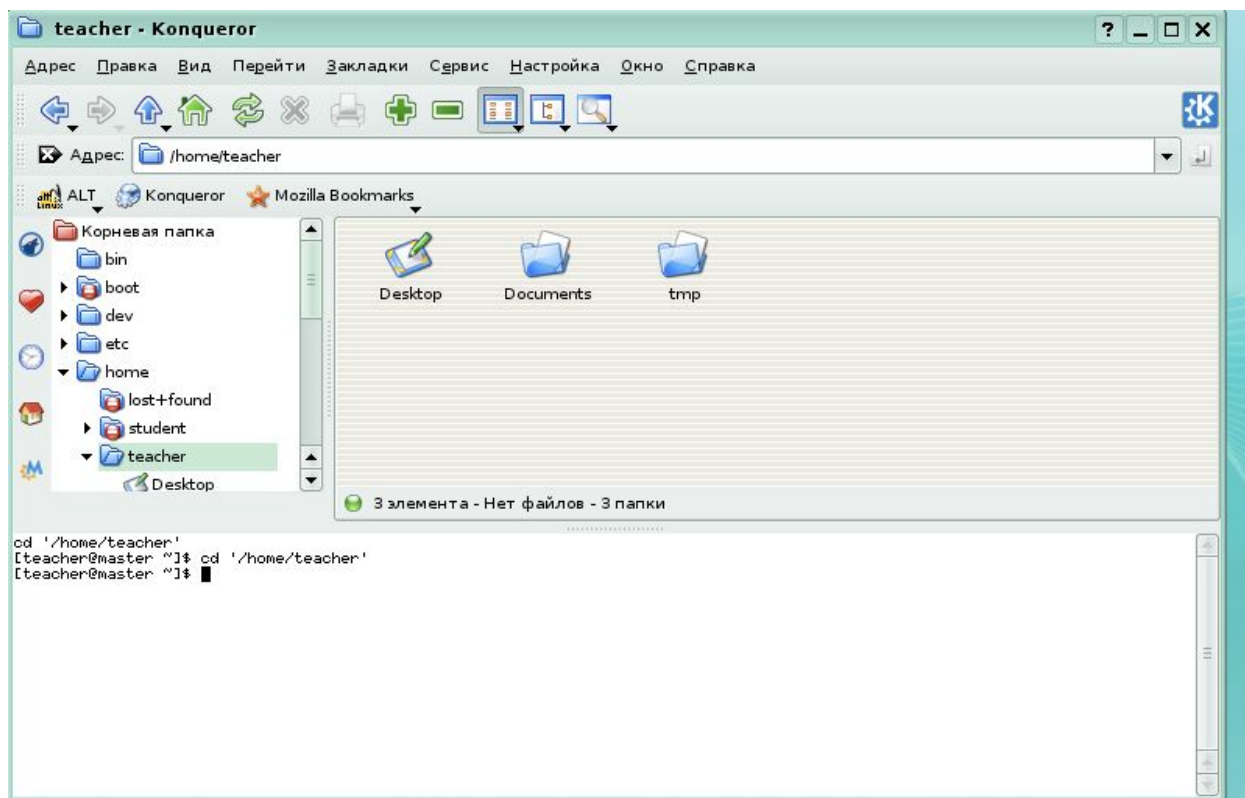 teacher - Konqueror
Адрес Правка Вид Перейти Закладки Сервис Настройка Окно Справка
Адрес: /home/teacher
ALT Konqueror Mozilla Bookmarks
Корневая папка
bin
boot
dev
etc
home
lost+found
student
teacher
Desktop
Desktop Documents tmp
3 элемента - Нет файлов - 3 папки
cd '/home/teacher'
[teacher@master ~]$ cd '/home/teacher'
[teacher@master ~]$